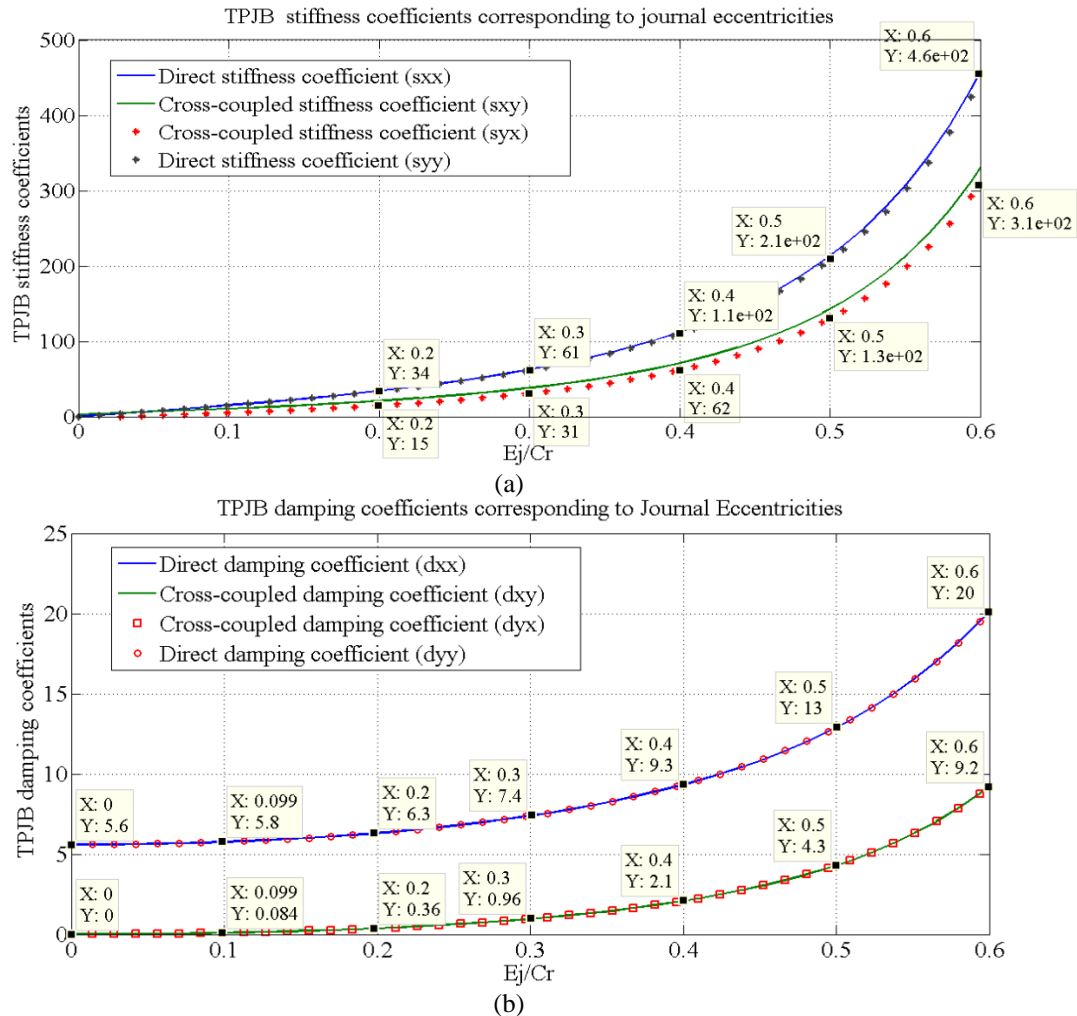 TPJB stiffness coefficients corresponding to journal eccentricities
TPJB stiffness coefficients
500
400
300
200
100
0
Direct stiffness coefficient (sxx)
Cross-coupled stiffness coefficient (sxy)
Cross-coupled stiffness coefficient (syx)
Direct stiffness coefficient (syy)
X: 0.6
Y: 4.6e+02
X: 0.6
Y: 3.1e+02
X: 0.5
Y: 2.1e+02
X: 0.4
Y: 1.1e+02
X: 0.3
Y: 61
X: 0.2
Y: 34
X: 0.5
Y: 1.3e+02
X: 0.4
Y: 62
X: 0.3
Y: 31
X: 0.2
Y: 15
0
0.1
0.4
0.5
0.6
Ej/Cr
(a)
TPJB damping coefficients corresponding to Journal Eccentricities
TPJB damping coefficients
25
20
15
10
5
0
Direct damping coefficient (dxx)
Cross-coupled damping coefficient (dxy)
Cross-coupled damping coefficient (dyx)
Direct damping coefficient (dyy)
X: 0.6
Y: 20
X: 0.5
Y: 13
X: 0.4
Y: 9.3
X: 0.3
Y: 7.4
X: 0.2
Y: 6.3
X: 0.099
Y: 5.8
X: 0
Y: 5.6
X: 0.6
Y: 9.2
X: 0.5
Y: 4.3
X: 0.4
Y: 2.1
X: 0.3
Y: 0.96
X: 0.2
Y: 0.36
X: 0.099
Y: 0.084
X: 0
Y: 0
0
0.1
0.2
0.3
0.4
0.5
0.6
Ej/Cr
(b)